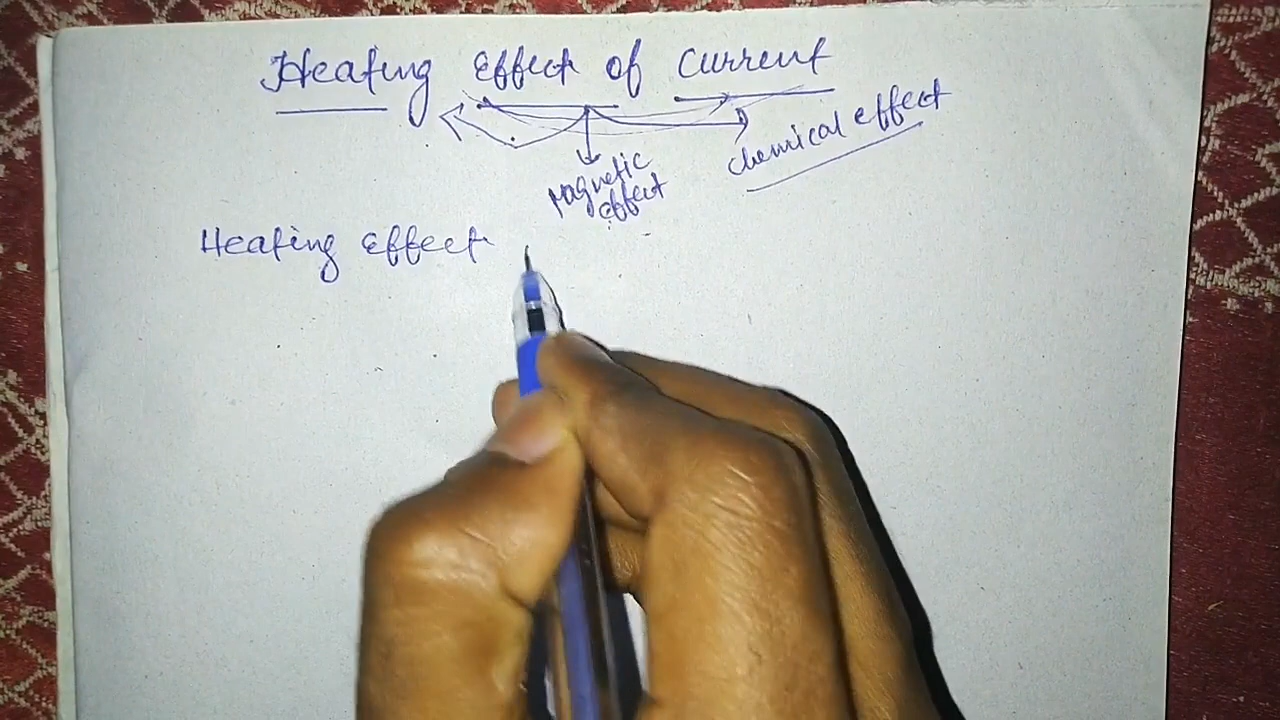 Heating Effect of Current
chemical effect
Magnetic
effect
Heating Effect